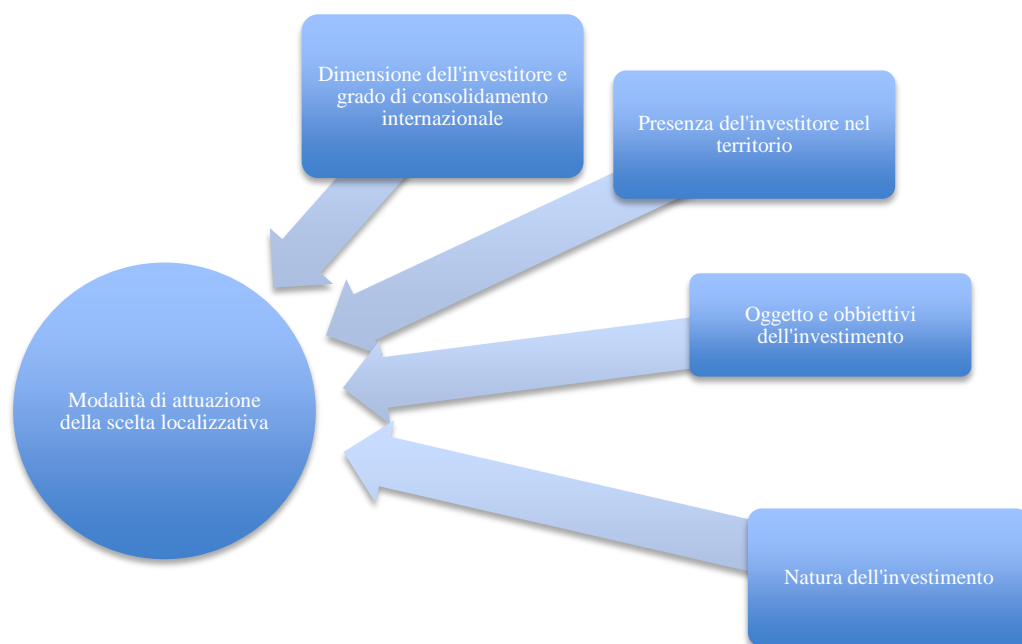 Dimensione dell'investitore e
grado di consolidamento
internazionale
Presenza del'investitore nel
territorio
Oggetto e obbiettivi
dell'investimento
Modalità di attuazione
della scelta localizzativa
Natura dell'investimento